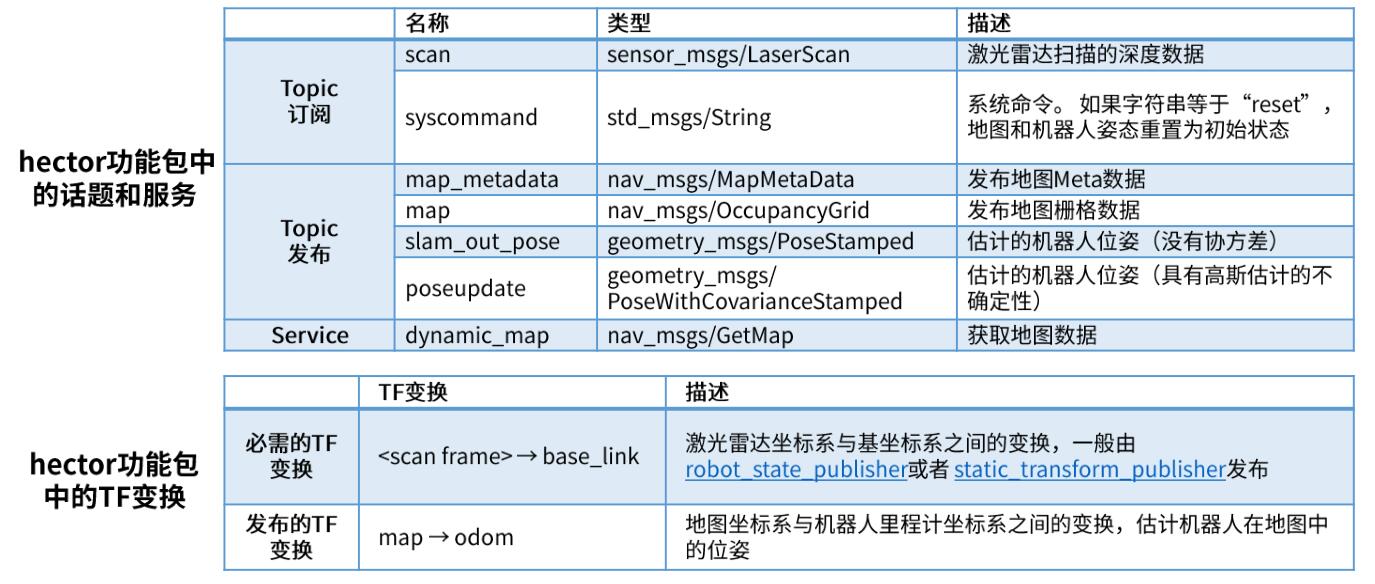 名称 类型 描述
scan sensor_msgs/LaserScan 激光雷达扫描的深度数据
Topic
订阅
syscommand std_msgs/String 系统命令。 如果字符串等于“reset”，
地图和机器人姿态重置为初始状态
hector功能包中
的话题和服务
map_metadata nav_msgs/MapMetaData 发布地图Meta数据
map nav_msgs/OccupancyGrid 发布地图栅格数据
Topic
发布
slam_out_pose geometry_msgs/PoseStamped 估计的机器人位姿（没有协方差）
poseupdate geometry_msgs/
PoseWithCovarianceStamped 估计的机器人位姿（具有高斯估计的不
确定性）
Service dynamic_map nav_msgs/GetMap 获取地图数据
TF变换 描述
hector功能包
中的TF变换
必需的TF
变换
<scan frame> → base_link 激光雷达坐标系与基坐标系之间的变换，一般由
robot_state_publisher或者 static_transform_publisher发布
发布的TF
变换
map → odom 地图坐标系与机器人里程计坐标系之间的变换，估计机器人在地图中
的位姿